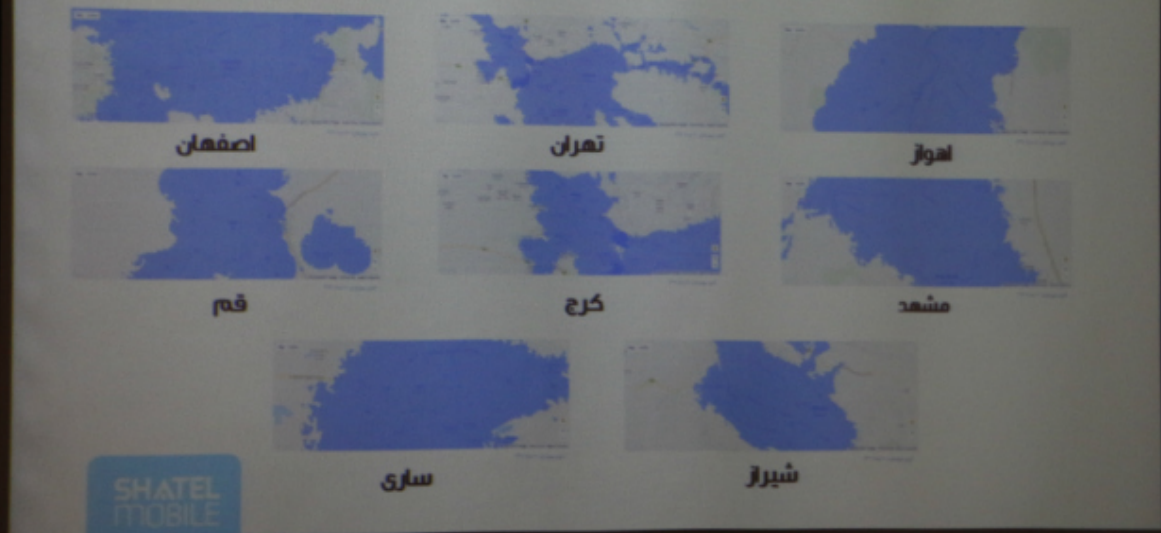 اهواز
تهران
اصفهان
مشهد
کرج
قم
شیراز
ساری
SHATEL
MOBILE